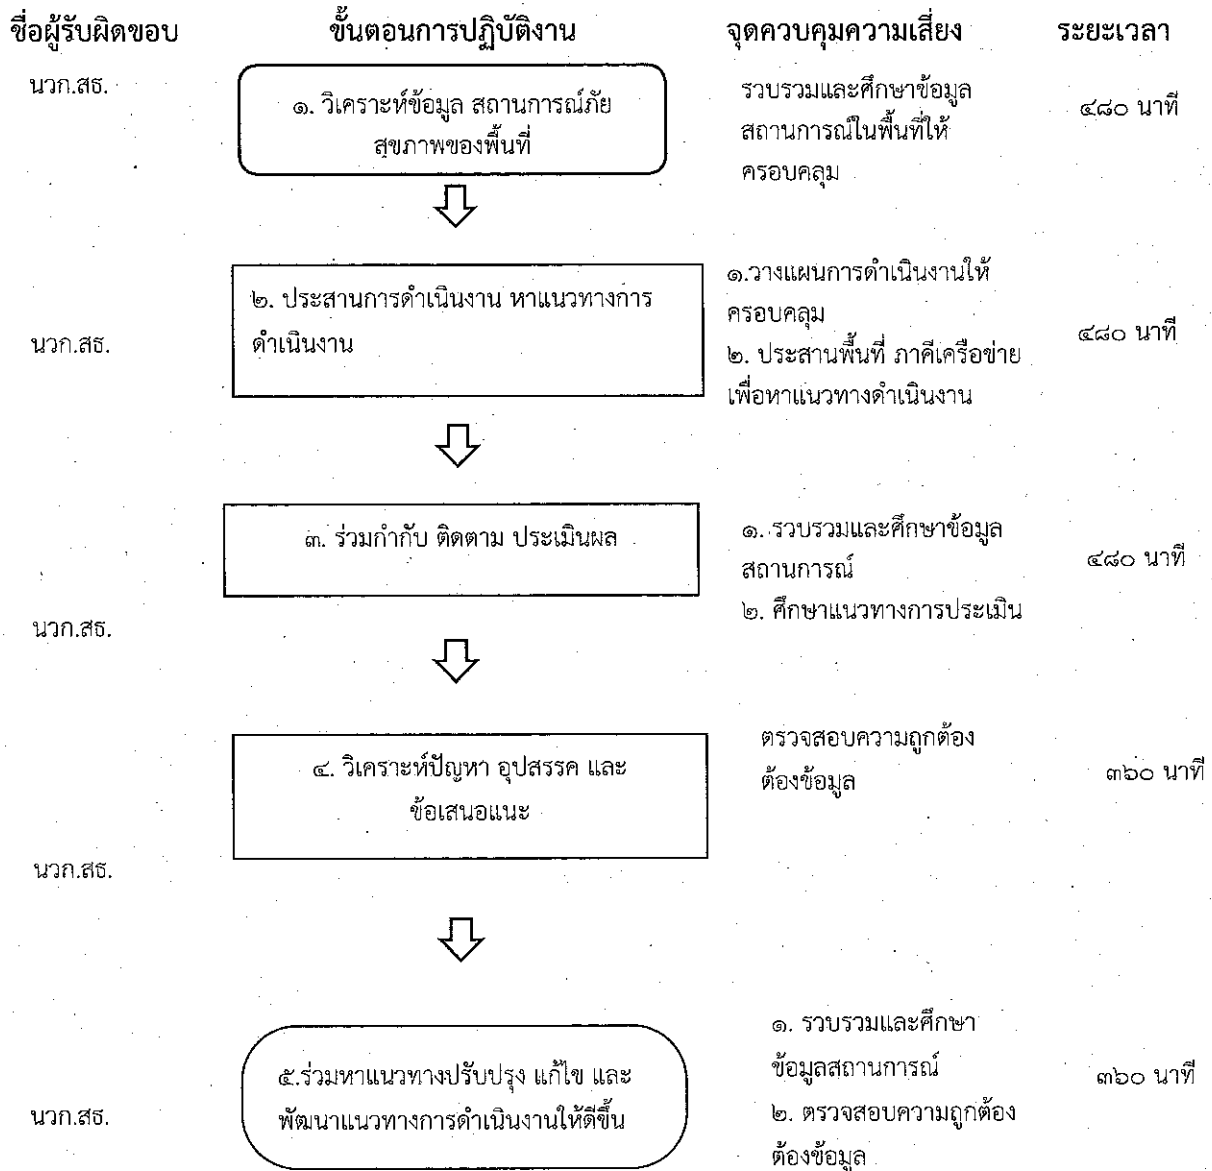 ชื่อผู้รับผิดขอบ ขั้นตอนการปฏิบัติงาน จุดควบคุมความเสี่ยง ระยะเวลา
นวก.สธ.
๑. วิเคราะห์ข้อมูล สถานการณ์ภัย
สุขภาพของพื้นที่
รวบรวมและศึกษาข้อมูล
สถานการณ์ในพื้นที่ให้
ครอบคลุม
๔๘๐ นาที
นวก.สธ.
๒. ประสานการดำเนินงาน หาแนวทางการ
ดำเนินงาน
๑.วางแผนการดำเนินงานให้
ครอบคลุม
๒. ประสานพื้นที่ ภาคีเครือข่าย
เพื่อหาแนวทางดำเนินงาน
๔๘๐ นาที
๓. ร่วมกำกับ ติดตาม ประเมินผล
๑. รวบรวมและศึกษาข้อมูล
สถานการณ์
๒. ศึกษาแนวทางการประเมิน
๔๘๐ นาที
นวก.สธ.
๔. วิเคราะห์ปัญหา อุปสรรค และ
ข้อเสนอแนะ
ตรวจสอบความถูกต้อง
ต้องข้อมูล
๓๖๐ นาที
นวก.สธ.
๕.ร่วมหาแนวทางปรับปรุง แก้ไข และ
พัฒนาแนวทางการดำเนินงานให้ดีขึ้น
๑. รวบรวมและศึกษา
ข้อมูลสถานการณ์
๒. ตรวจสอบความถูกต้อง
ต้องข้อมูล
๓๖๐ นาที
นวก.สธ.